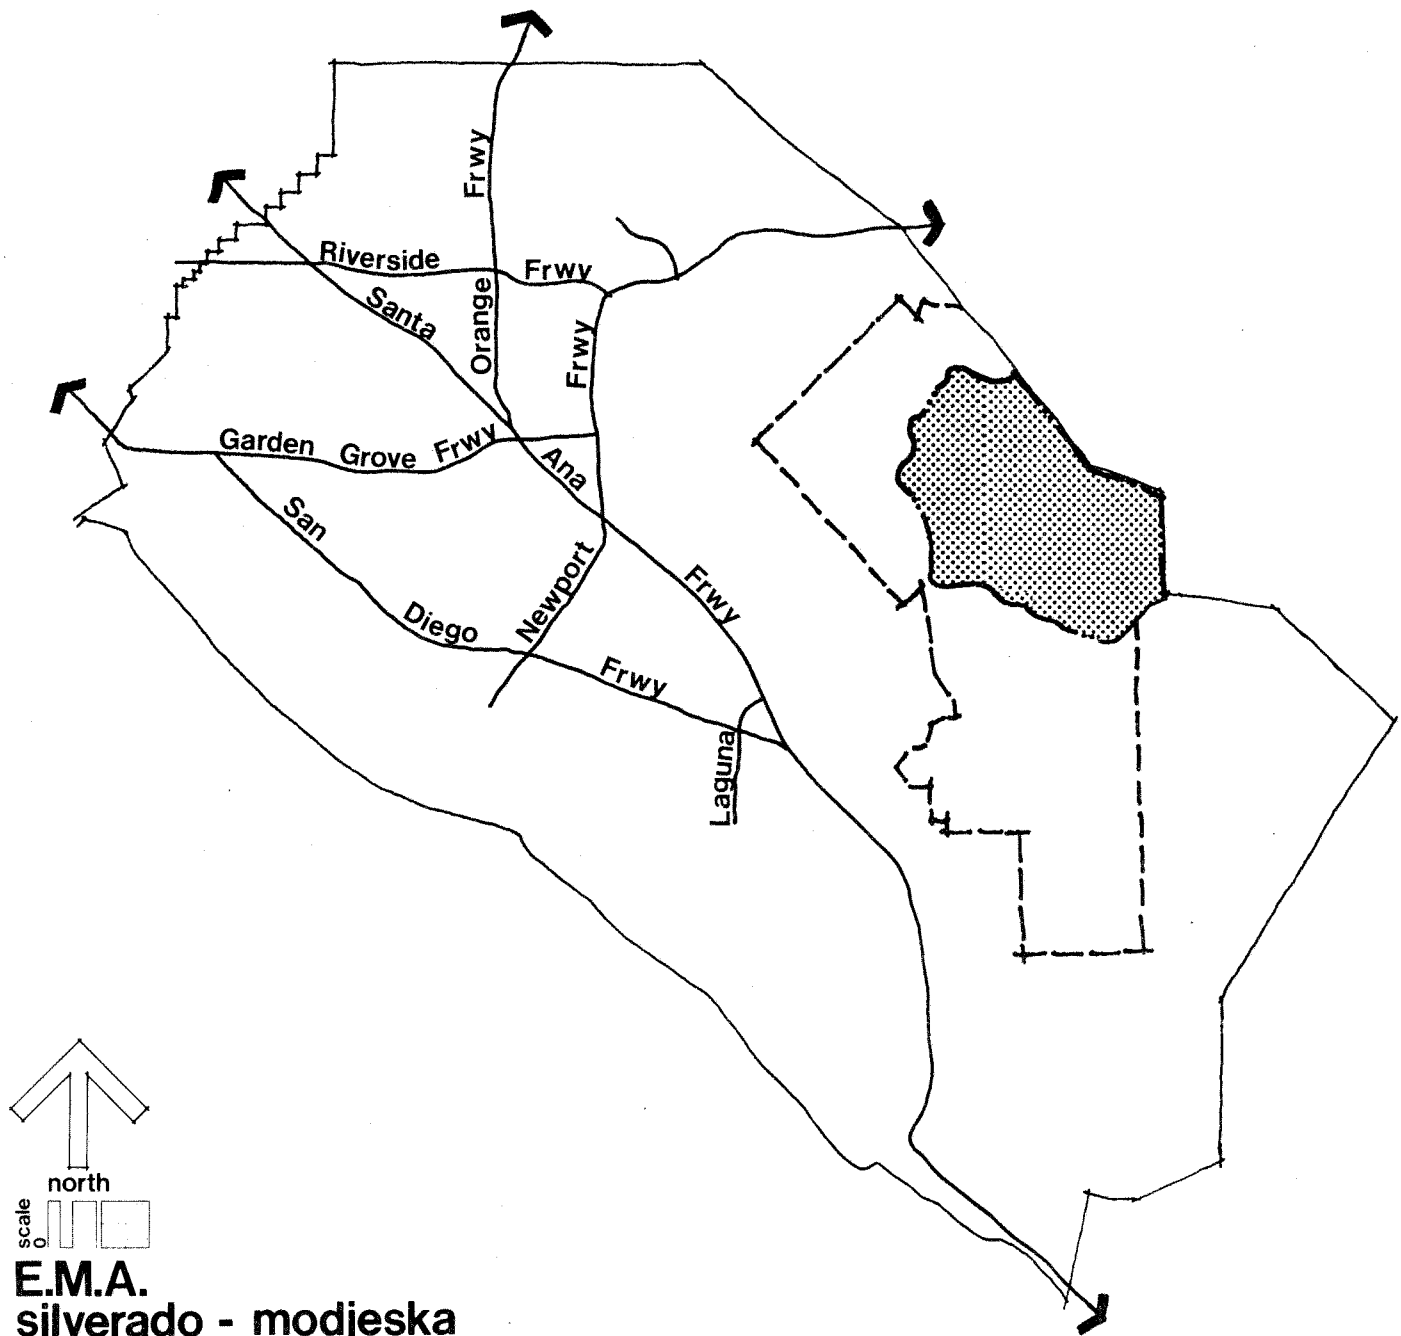 Frwy
Riverside Frwy
Orange
Santa
Frwy
Garden Grove Frwy
Ana
San
Newport
Frwy
Diego
Frwy
Laguna
north
scale
0
E.M.A.
silverado - modjeska